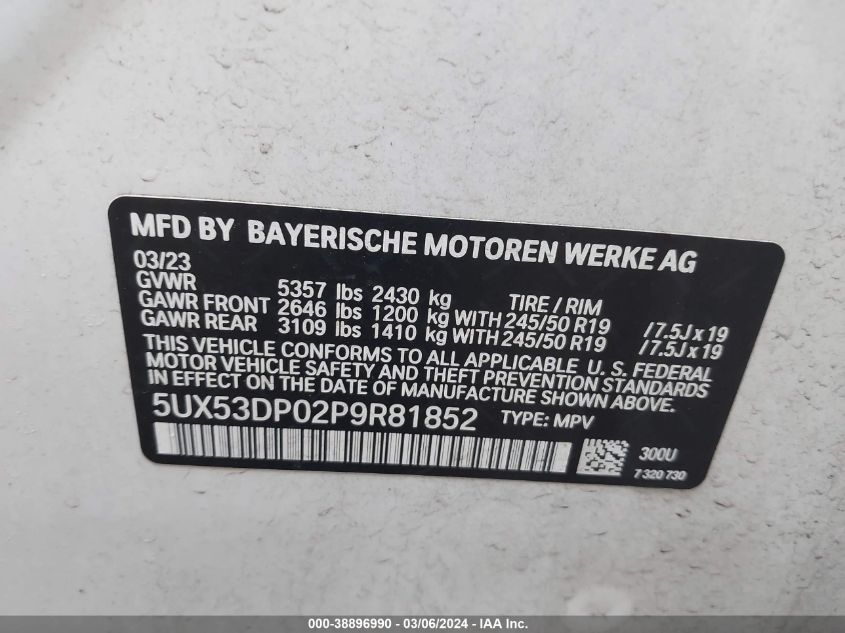 MFD BY BAYERISCHE MOTOREN WERKE AG
03/23
GVWR 5357 lbs 2430 kg TIRE / RIM
GAWR FRONT 2646 lbs 1200 kg WITH 245/50 R19 /7.5J x 19
GAWR REAR 3109 lbs 1410 kg WITH 245/50 R19 /7.5J x 19
THIS VEHICLE CONFORMS TO ALL APPLICABLE U. S. FEDERAL
MOTOR VEHICLE SAFETY AND THEFT PREVENTION STANDARDS
IN EFFECT ON THE DATE OF MANUFACTURE SHOWN ABOVE.
5UX53DP02P9R81852 TYPE: MPV
300U
7 320 730
000-38896990 - 03/06/2024 - IAA Inc.